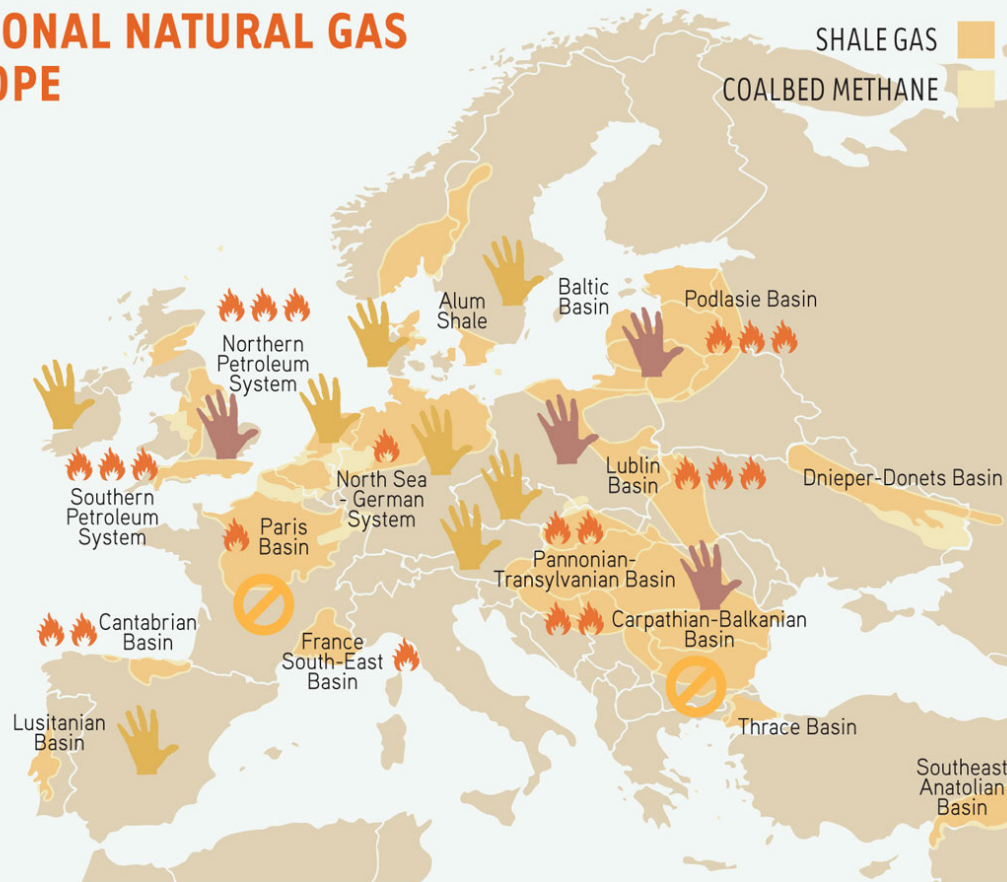 ONAL NATURAL GAS
OPE
SHALE GAS
COALBED METHANE
Alum
Shale
Baltic
Basin
Podlasie Basin
Northern
Petroleum
System
Southern
Petroleum
System
North Sea
- German
System
Lublin
Basin
Dnieper-Donets Basin
Paris
Basin
Pannonian-
Transylvanian Basin
Cantabrian
Basin
Carpathian-Balkanian
Basin
France
South-East
Basin
Lusitanian
Basin
Thrace Basin
Southeast
Anatolian
Basin